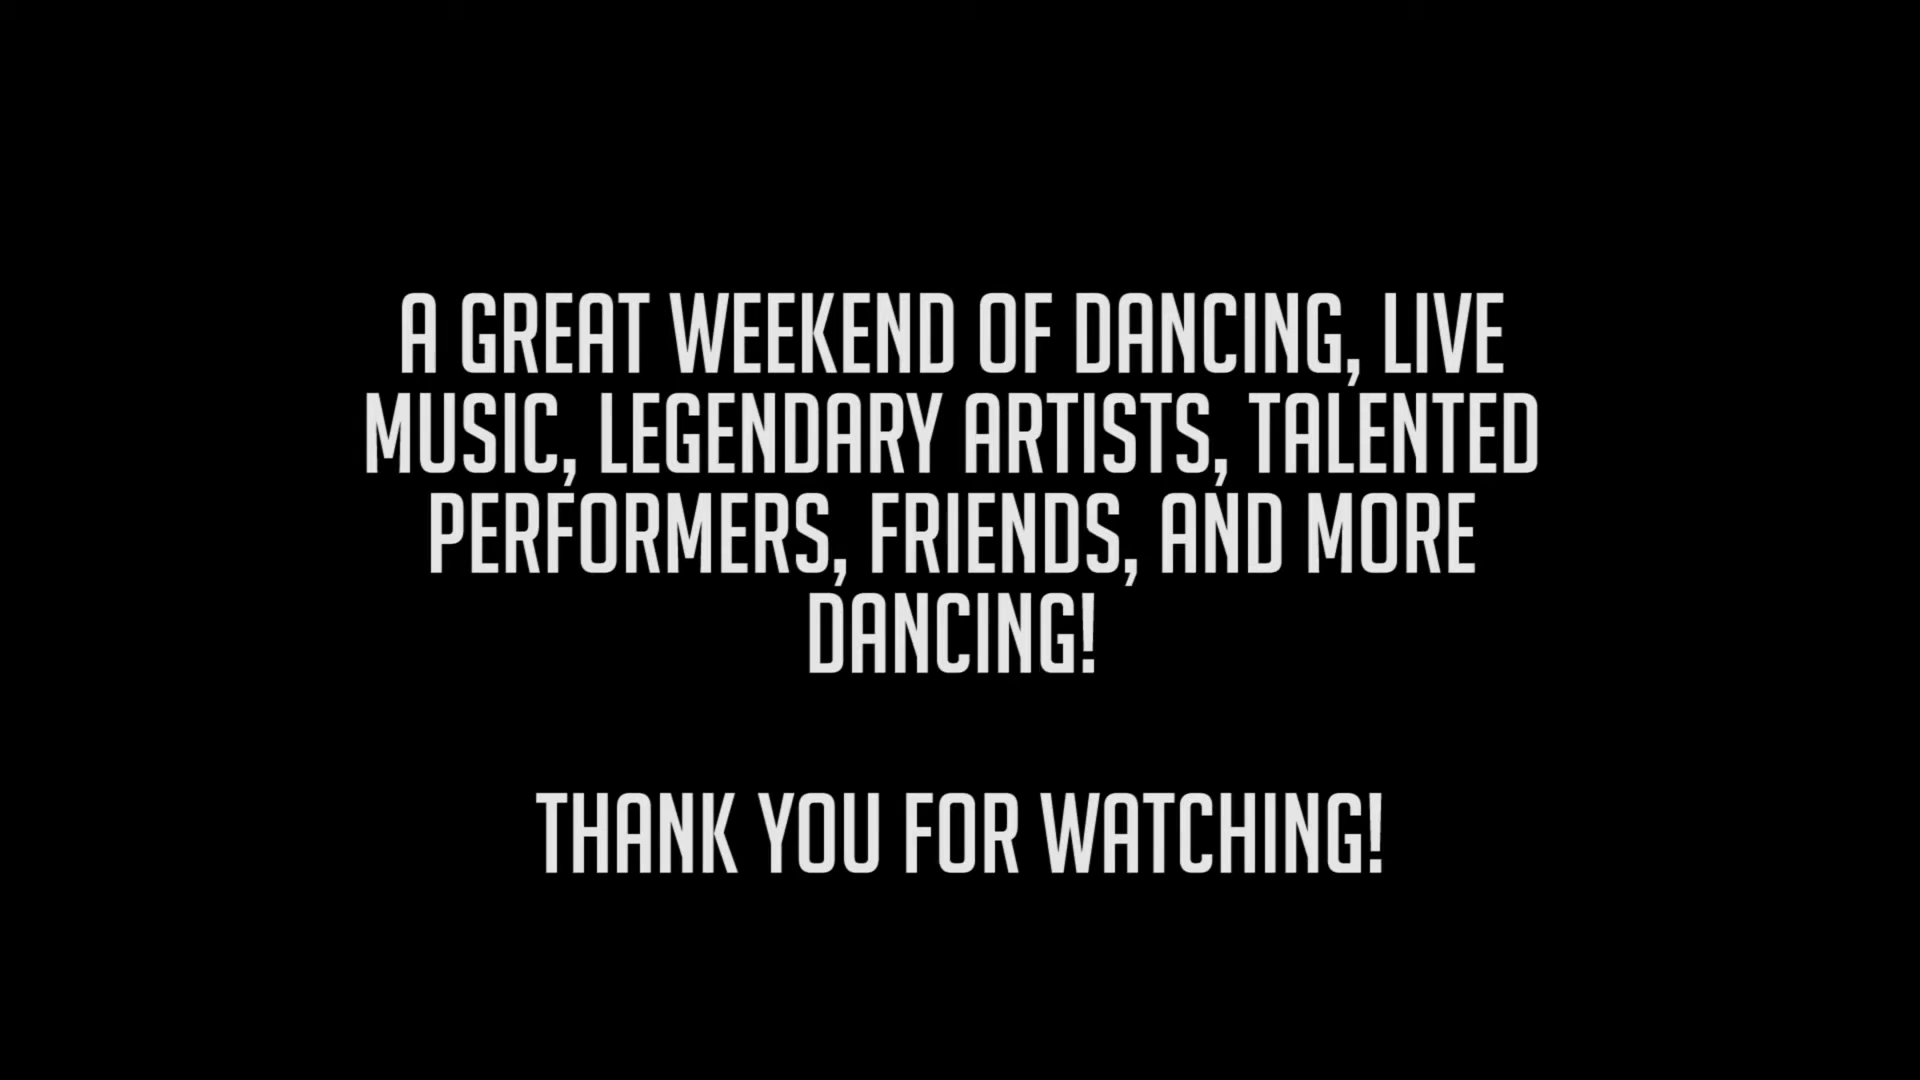 A GREAT WEEKEND OF DANCING, LIVE
MUSIC, LEGENDARY ARTISTS, TALENTED
PERFORMERS, FRIENDS, AND MORE
DANCING!
THANK YOU FOR WATCHING!